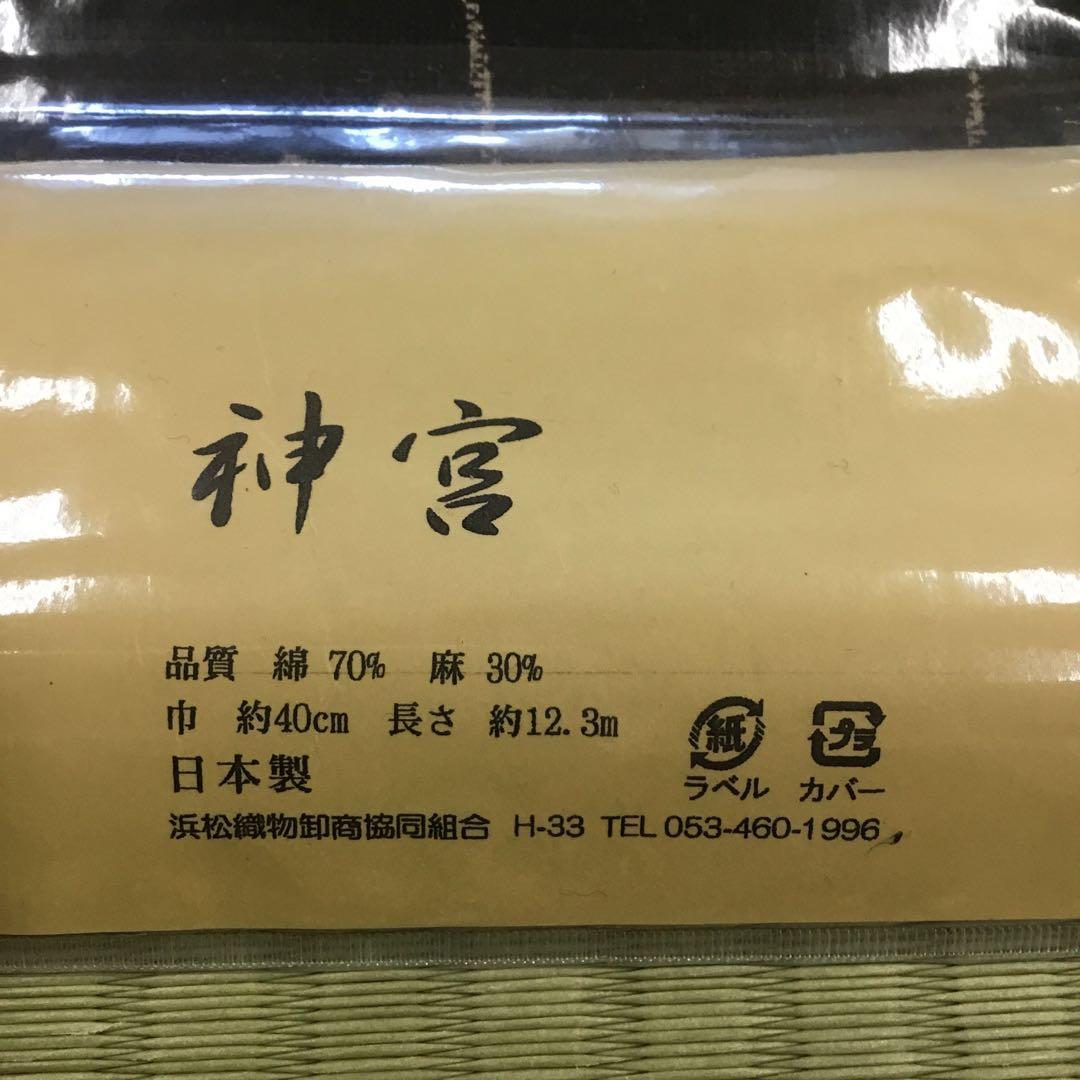 神宮
品質 綿 70% 麻 30%
巾 約40cm 長さ 約12.3m
日本製
紙 プラ
ラベル カバー
浜松織物卸商協同組合 H-33 TEL 053-460-1996